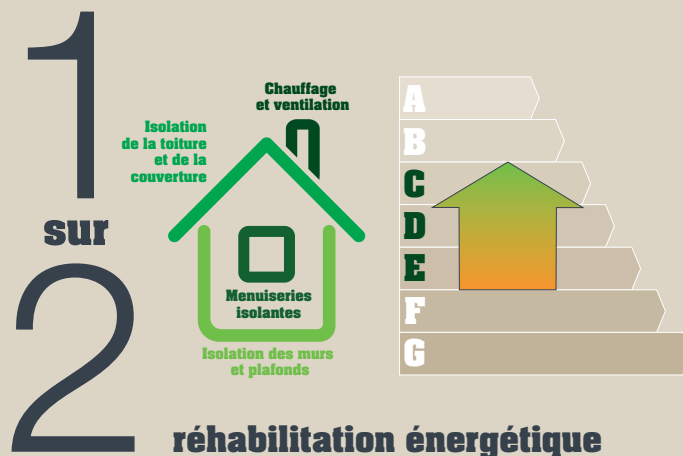 1
sur
2
Chauffage
et ventilation
Isolation
de la toiture
et de la
couverture
Menuiseries
isolantes
Isolation des murs
et plafonds
A
B
C
D
E
F
G
réhabilitation énergétique